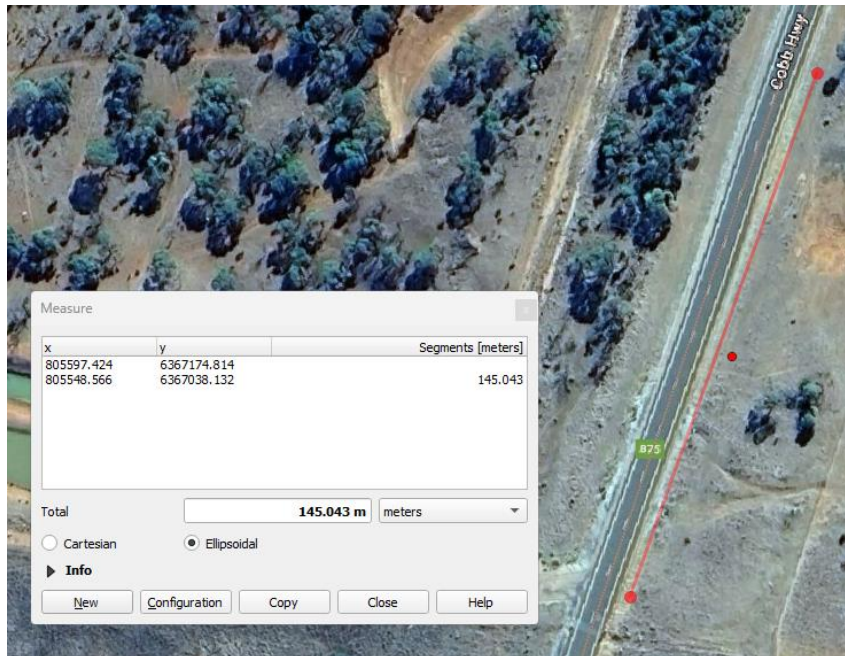 Cobb Hwy
Measure
x y Segments [meters]
805597.424 6367174.814
805548.566 6367038.132 145.043
B75
Total 145.043 m meters
Cartesian Ellipsoidal
Info
New Configuration Copy Close Help